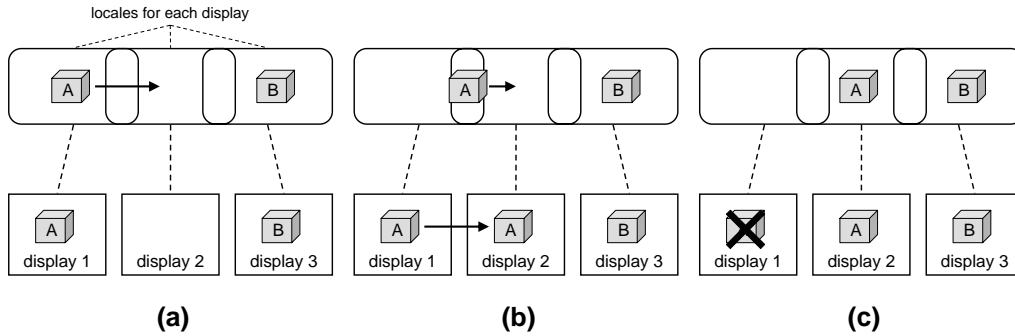 locales for each display
A B A B A B
A B A A B A B
display 1 display 2 display 3 display 1 display 2 display 3 display 1 display 2 display 3
(a) (b) (c)